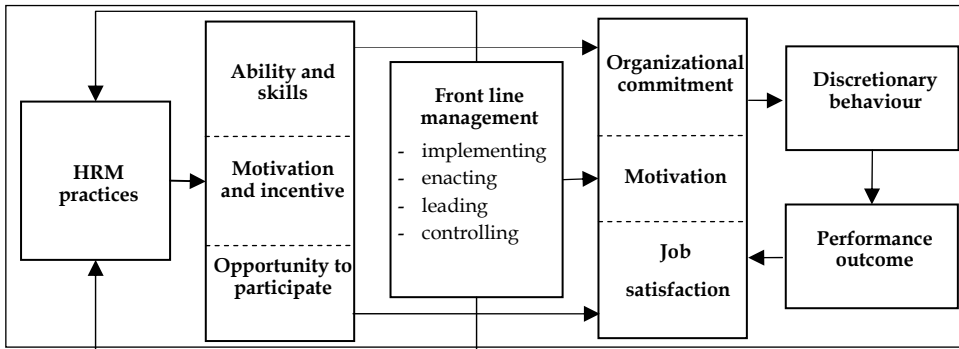 HRM
practices
Ability and
skills
Motivation
and incentive
Opportunity to
participate
Front line
management
- implementing
- enacting
- leading
- controlling
Organizational
commitment
Motivation
Job
satisfaction
Discretionary
behaviour
Performance
outcome